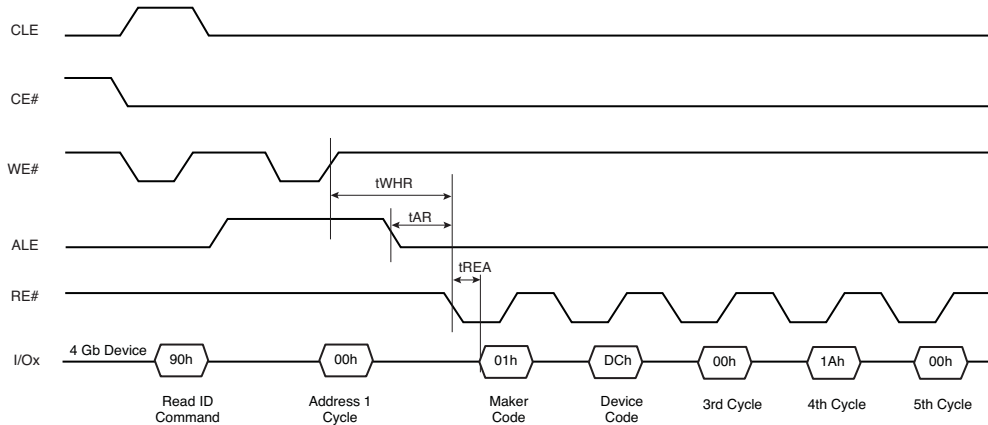 CLE
CE#
WE#
tWHR
tAR
ALE
tREA
RE#
I/Ox
4 Gb Device
90h
00h
01h
DCh
00h
1Ah
00h
Read ID
Command
Address 1
Cycle
Maker
Code
Device
Code
3rd Cycle
4th Cycle
5th Cycle